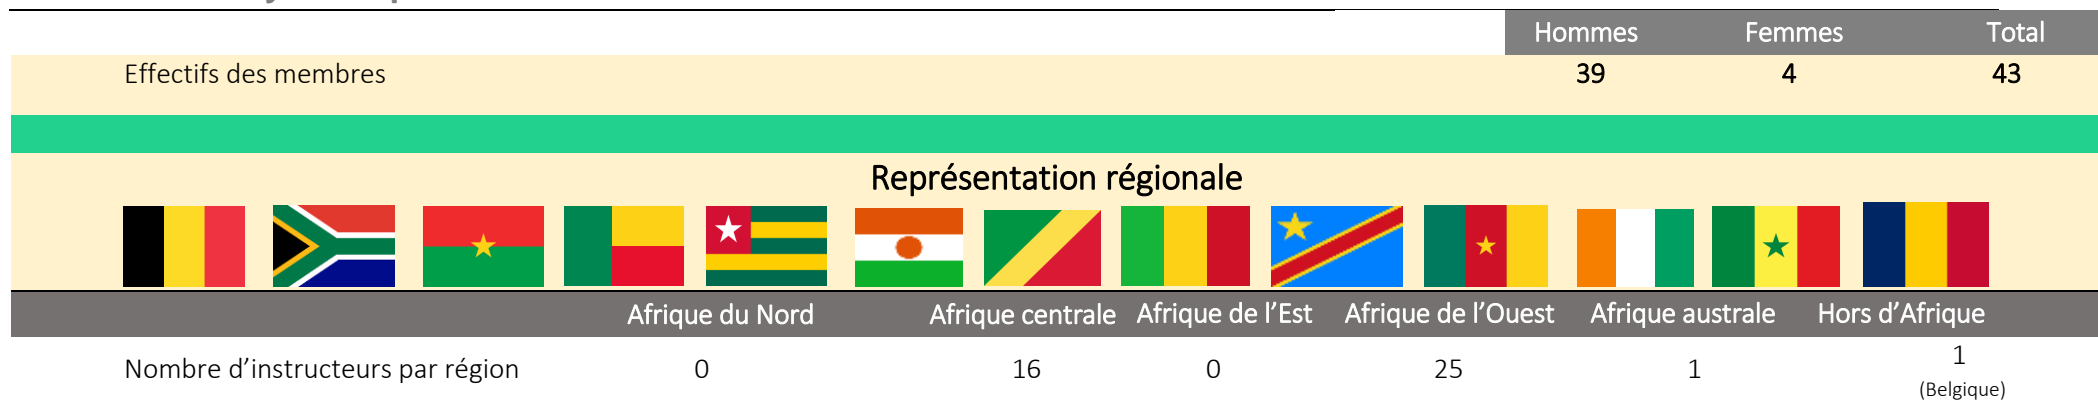 Hommes Femmes Total
Effectifs des membres 39 4 43
Représentation régionale
Afrique du Nord Afrique centrale Afrique de l’Est Afrique de l’Ouest Afrique australe Hors d’Afrique
Nombre d’instructeurs par région 0 16 0 25 1 1
(Belgique)